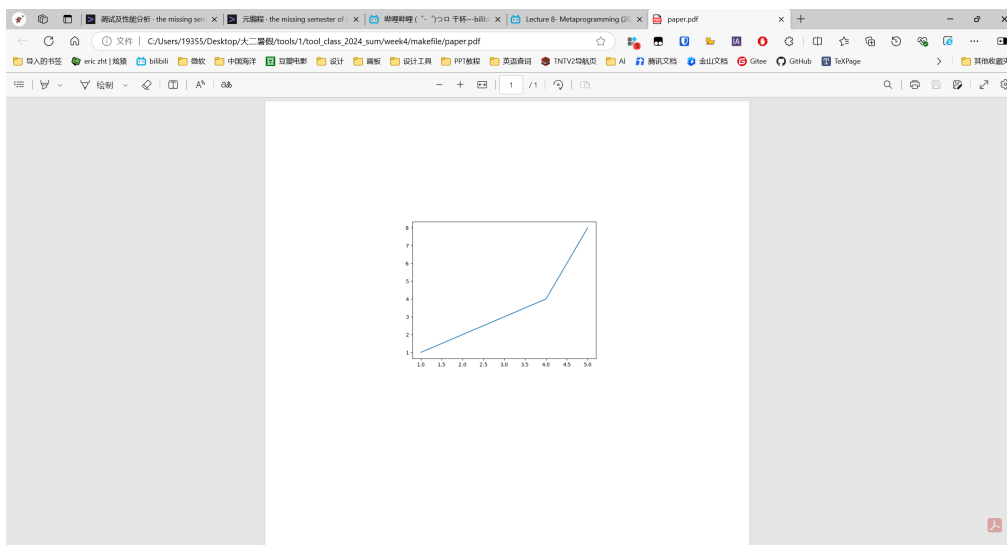 调试及性能分析 · the missing sem
元编程 · the missing semester of y
哔哩哔哩 ( ゜- ゜)つロ 干杯~-bilibi
Lecture 8- Metaprogramming (20
paper.pdf
文件 C:/Users/19355/Desktop/大二暑假/tools/1/tool_class_2024_sum/week4/makefile/paper.pdf
IA
导入的书签 eric zht | 炫猿 bilibili 微软 中国海洋 豆瓣电影 设计 画板 设计工具 PPT教程 英语查词 TNTV2导航页 AI 腾讯文档 金山文档 Gitee GitHub TeXPage 其他收藏夹
绘制 aあ 1 /1
8
7
6
5
4
3
2
1
1.0 1.5 2.0 2.5 3.0 3.5 4.0 4.5 5.0